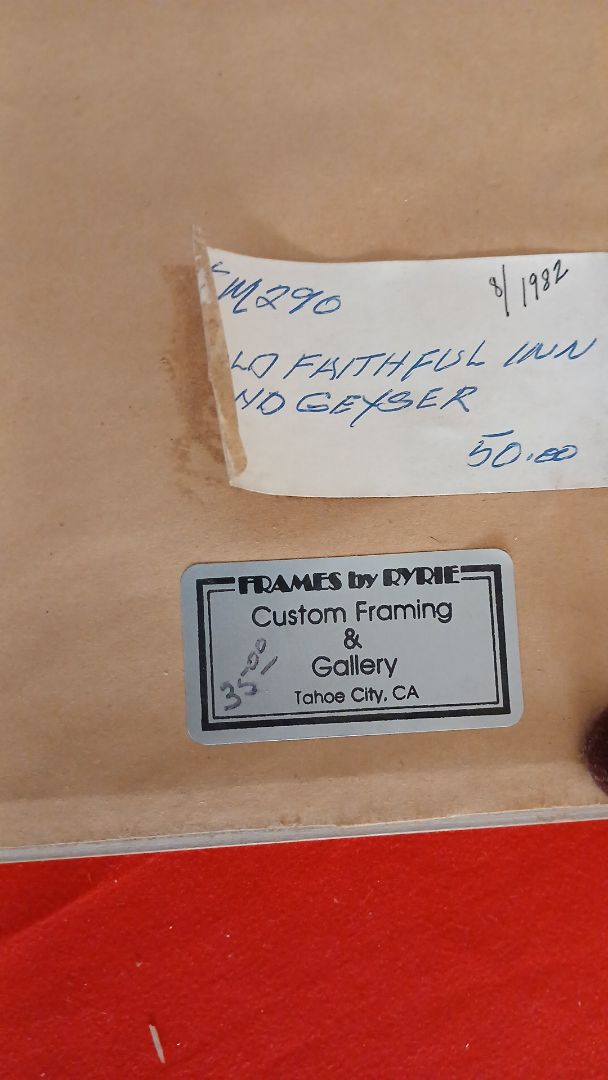 M290
8/1982
LD FAITHFUL INN
ND GEYSER
50.00
FRAMES by RYRIE
Custom Framing
&
Gallery
35.00
Tahoe City, CA